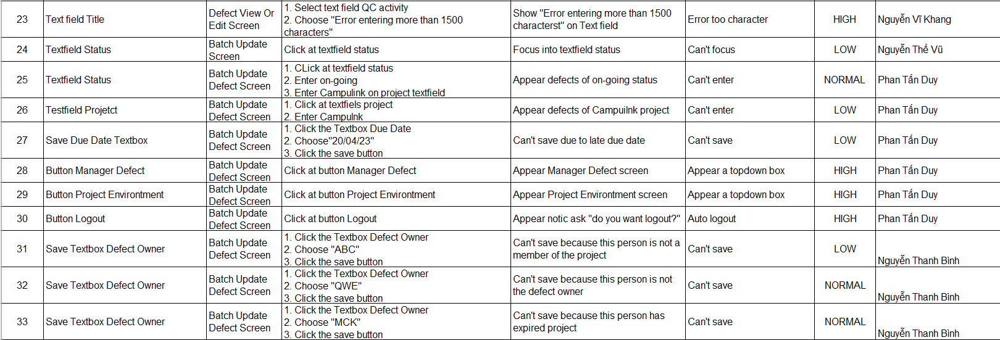 23 Text field Title Defect View Or Edit Screen 1. Select text field QC activity
2. Choose "Error entering more than 1500 characters" Show "Error entering more than 1500 characterst" on Text field Error too character HIGH Nguyễn Vĩ Khang
24 Textfield Status Batch Update Screen Click at textfield status Focus into textfield status Can't focus LOW Nguyễn Thế Vũ
25 Textfield Status Batch Update Defect Screen 1. CLick at textfield status
2. Enter on-going
3. Enter Campulink on project textfield Appear defects of on-going status Can't enter NORMAL Phan Tấn Duy
26 Testfield Projetct Batch Update Defect Screen 1. Click at textfiels project
2. Enter Campulnk Appear defects of Campuilnk project Can't enter LOW Phan Tấn Duy
27 Save Due Date Textbox Batch Update Defect Screen 1. Click the Textbox Due Date
2. Choose"20/04/23"
3. Click the save button Can't save due to late due date Can't save LOW Phan Tấn Duy
28 Button Manager Defect Batch Update Defect Screen Click at button Manager Defect Appear Manager Defect screen Appear a topdown box HIGH Phan Tấn Duy
29 Button Project Environtment Batch Update Defect Screen Click at button Project Environtment Appear Project Environtment screen Appear a topdown box HIGH Phan Tấn Duy
30 Button Logout Batch Update Defect Screen Click at button Logout Appear notic ask "do you want logout?" Auto logout HIGH Phan Tấn Duy
31 Save Textbox Defect Owner Batch Update Defect Screen 1. Click the Textbox Defect Owner
2. Choose "ABC"
3. Click the save button Can't save because this person is not a member of the project Can't save LOW Nguyễn Thanh Bình
32 Save Textbox Defect Owner Batch Update Defect Screen 1. Click the Textbox Defect Owner
2. Choose "QWE"
3. Click the save button Can't save because this person is not the defect owner Can't save NORMAL Nguyễn Thanh Bình
33 Save Textbox Defect Owner Batch Update Defect Screen 1. Click the Textbox Defect Owner
2. Choose "MCK"
3. Click the save button Can't save because this person has expired project Can't save NORMAL Nguyễn Thanh Bình